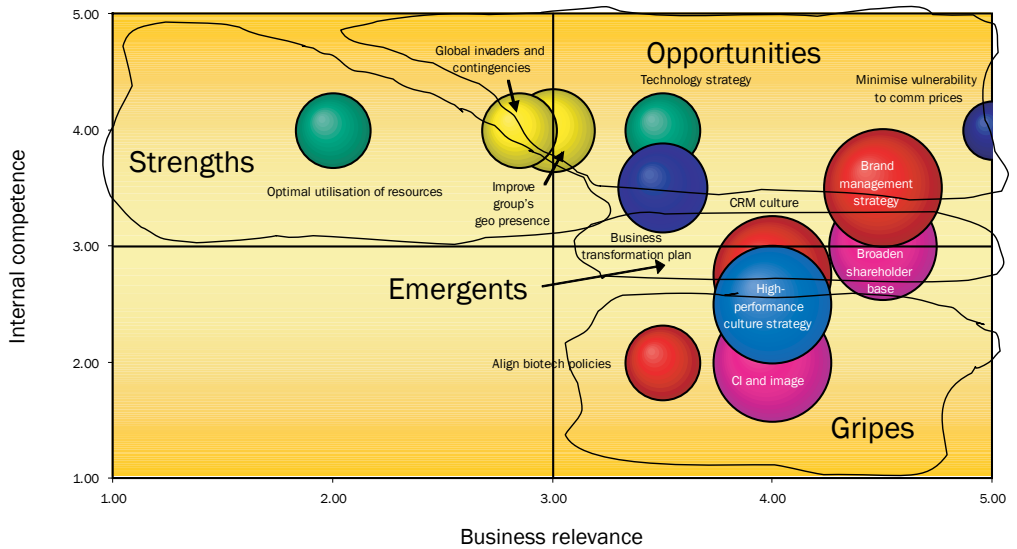 5.00
4.00
3.00
2.00
1.00
Internal competence
Global invaders and
contingencies
Opportunities
Technology strategy
Minimise vulnerability
to comm prices
Strengths
Optimal utilisation of resources
Improve
group's
geo presence
Brand
management
strategy
CRM culture
Business
transformation plan
Broaden
shareholder
base
Emergents
High-
performance
culture strategy
Align biotech policies
CI and image
Gripes
1.00
2.00
3.00
4.00
5.00
Business relevance